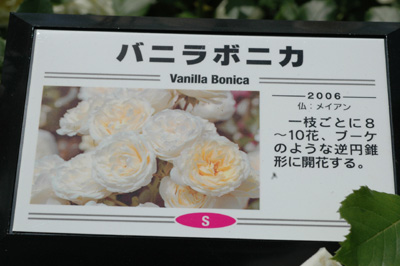 バニラボニカ
Vanilla Bonica
2006
仏：メイアン
一枝ごとに８
～10花、ブーケ
のような逆円錐
形に開花する。
S